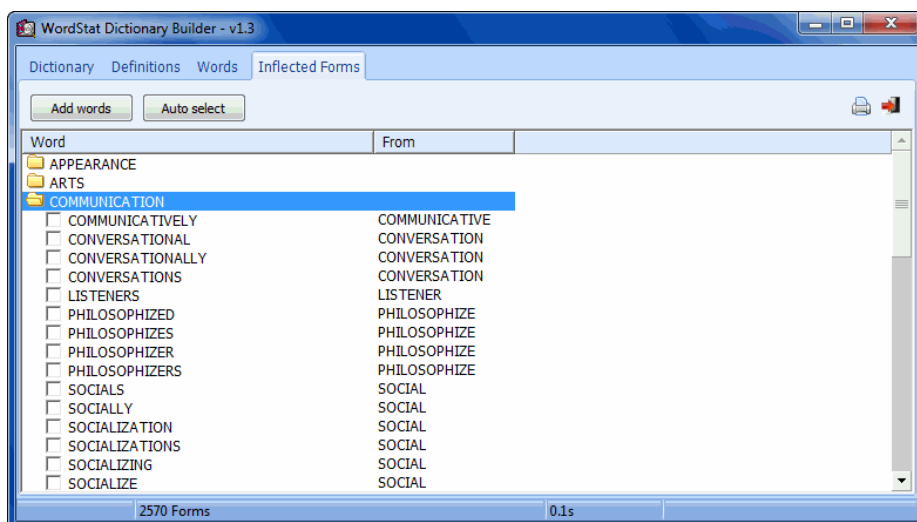 WordStat Dictionary Builder - v1.3
Dictionary Definitions Words Inflected Forms
Add words Auto select
Word From
APPEARANCE
ARTS
COMMUNICATION
COMMUNICATIVELY COMMUNICATIVE
CONVERSATIONAL CONVERSATION
CONVERSATIONALLY CONVERSATION
CONVERSATIONS CONVERSATION
LISTENERS LISTENER
PHILOSOPHIZED PHILOSOPHIZE
PHILOSOPHIZES PHILOSOPHIZE
PHILOSOPHIZER PHILOSOPHIZE
PHILOSOPHIZERS PHILOSOPHIZE
SOCIALS SOCIAL
SOCIALLY SOCIAL
SOCIALIZATION SOCIAL
SOCIALIZATIONS SOCIAL
SOCIALIZING SOCIAL
SOCIALIZE SOCIAL
2570 Forms 0.1s